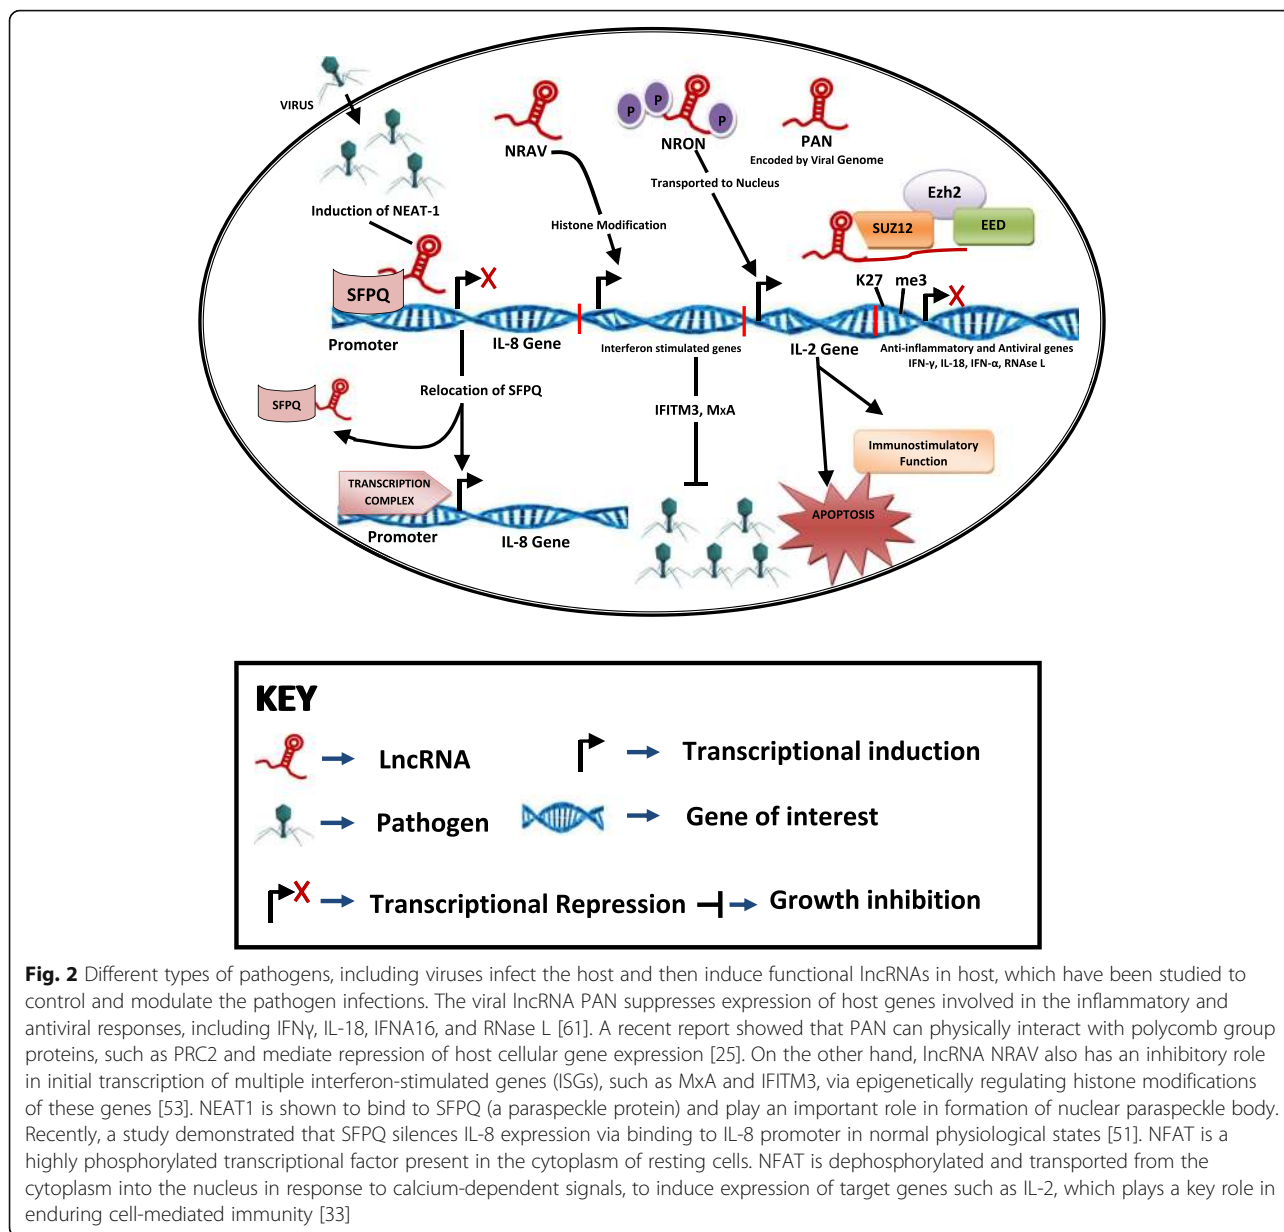 VIRUS
Induction of NEAT-1
NRAV
Histone Modification
P
P
P
NRON
Transported to Nucleus
PAN
Encoded by Viral Genome
Ezh2
SUZ12
EED
K27
me3
SFPQ
Promoter
IL-8 Gene
Interferon stimulated genes
IL-2 Gene
Anti-inflammatory and Antiviral genes
IFN-γ, IL-18, IFN-α, RNAse L
Relocation of SFPQ
SFPQ
IFITM3, MxA
Immunostimulatory
Function
TRANSCRIPTION
COMPLEX
Promoter
IL-8 Gene
APOPTOSIS
KEY
LncRNA
Transcriptional induction
Pathogen
Gene of interest
Transcriptional Repression
Growth inhibition
Fig. 2 Different types of pathogens, including viruses infect the host and then induce functional lncRNAs in host, which have been studied to
control and modulate the pathogen infections. The viral lncRNA PAN suppresses expression of host genes involved in the inflammatory and
antiviral responses, including IFNγ, IL-18, IFNA16, and RNase L [61]. A recent report showed that PAN can physically interact with polycomb group
proteins, such as PRC2 and mediate repression of host cellular gene expression [25]. On the other hand, lncRNA NRAV also has an inhibitory role
in initial transcription of multiple interferon-stimulated genes (ISGs), such as MxA and IFITM3, via epigenetically regulating histone modifications
of these genes [53]. NEAT1 is shown to bind to SFPQ (a paraspeckle protein) and play an important role in formation of nuclear paraspeckle body.
Recently, a study demonstrated that SFPQ silences IL-8 expression via binding to IL-8 promoter in normal physiological states [51]. NFAT is a
highly phosphorylated transcriptional factor present in the cytoplasm of resting cells. NFAT is dephosphorylated and transported from the
cytoplasm into the nucleus in response to calcium-dependent signals, to induce expression of target genes such as IL-2, which plays a key role in
enduring cell-mediated immunity [33]